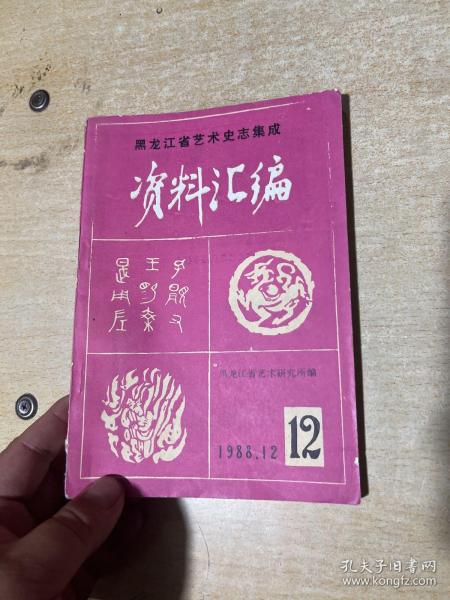 黑龙江省艺术史志集成
资料汇编
黑龙江省艺术研究所编
1988.12
12
孔夫子旧书网
www.kongfz.com